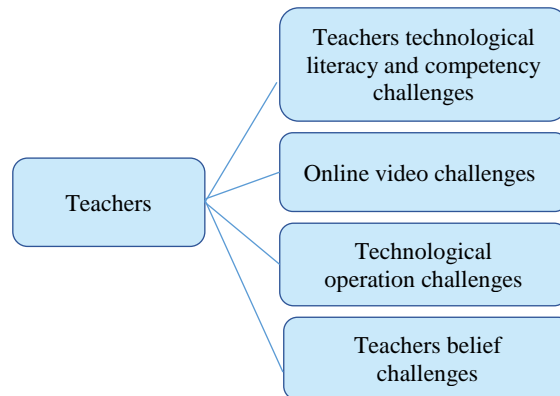 Teachers technological
literacy and competency
challenges
Online video challenges
Teachers
Technological
operation challenges
Teachers belief
challenges